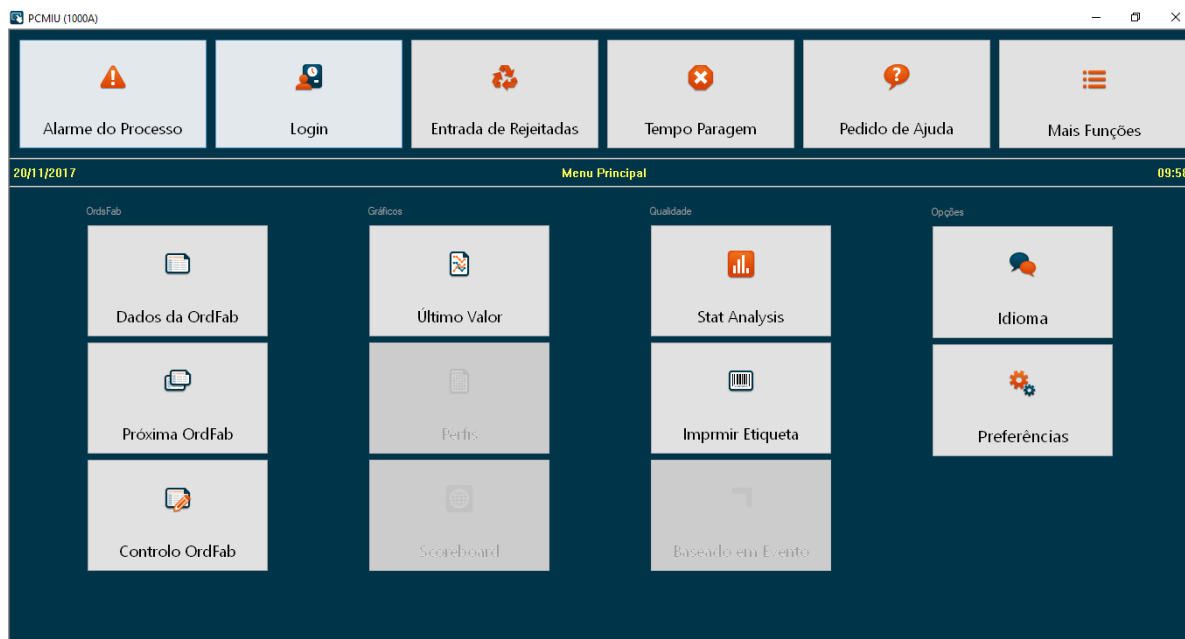 PCMIU (1000A)
Alarme do Processo
Login
Entrada de Rejeitadas
Tempo Paragem
Pedido de Ajuda
Mais Funções
20/11/2017
Menu Principal
09:58
OrdsFab
Gráficos
Qualidade
Opções
Dados da OrdFab
Último Valor
Stat Analysis
Idioma
Próxima OrdFab
Perfis
Imprmir Etiqueta
Preferências
Controlo OrdFab
Scoreboard
Baseado em Evento